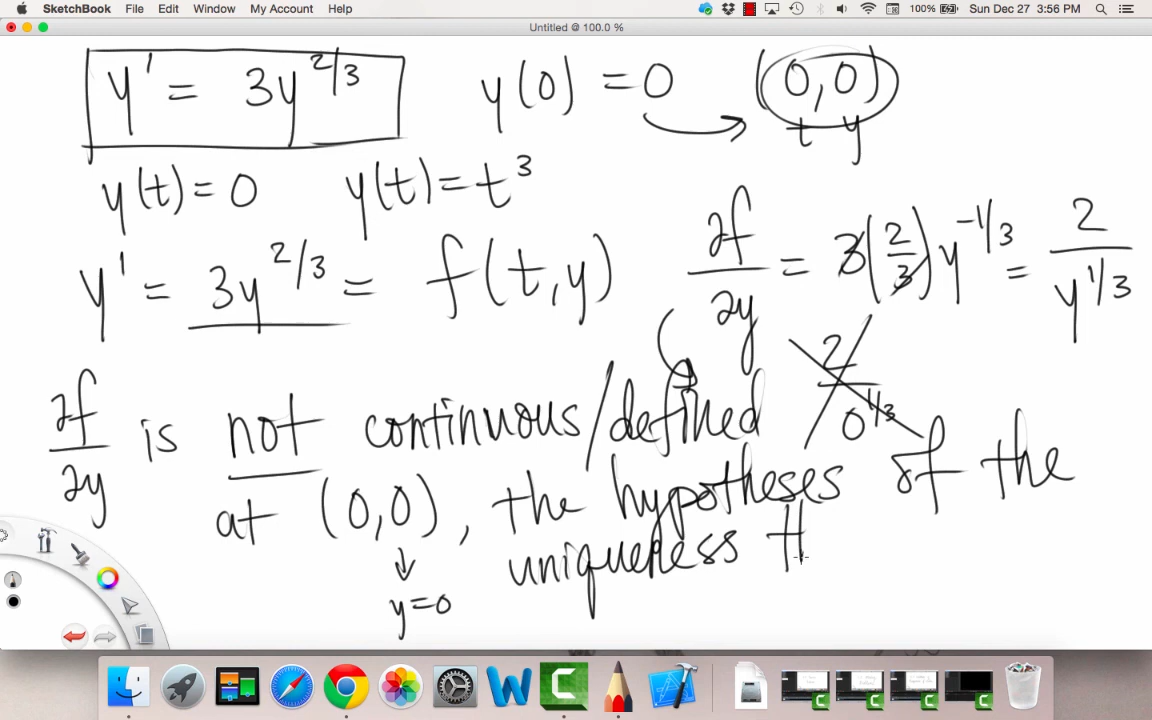 SketchBook File Edit Window My Account Help 100% Sun Dec 27 3:56 PM
Untitled @ 100.0 %
y' = 3y^{2/3} y(0) = 0 (0,0)
t y
y(t) = 0 y(t) = t^3
y' = 3y^{2/3} = f(t,y) ∂f/∂y = 3(2/3)y^{-1/3} = 2/y^{1/3}
2/0^{1/3}
∂f/∂y is not continuous/defined
at (0,0), the hypotheses of the
uniqueness th
↓
y=0